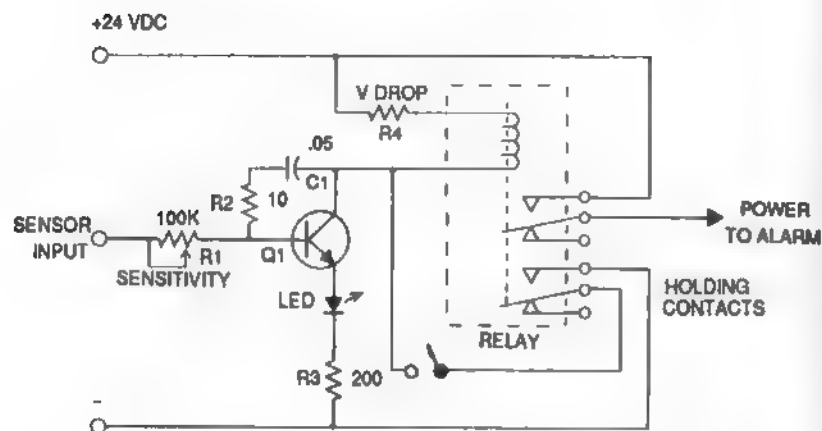 +24 VDC
V DROP
R4
.05
C1
R2
10
SENSOR
INPUT
100K
R1
SENSITIVITY
Q1
LED
R3
200
RELAY
POWER
TO ALARM
HOLDING
CONTACTS
-